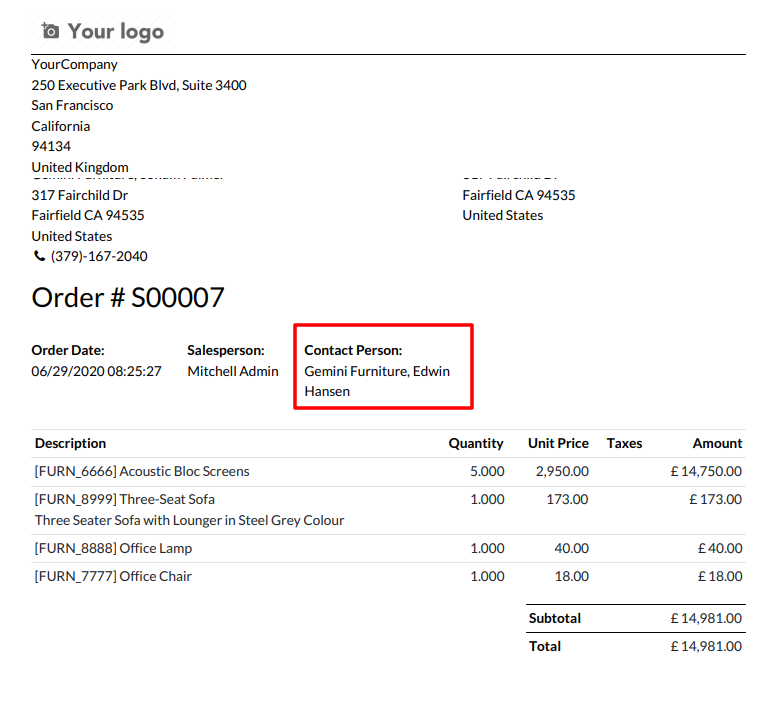 Your logo
YourCompany
250 Executive Park Blvd, Suite 3400
San Francisco
California
94134
United Kingdom
317 Fairchild Dr
Fairfield CA 94535
Fairfield CA 94535
United States
United States
(379)-167-2040
Order # S00007
Order Date: Salesperson: Contact Person:
06/29/2020 08:25:27 Mitchell Admin Gemini Furniture, Edwin
Hansen
Description Quantity Unit Price Taxes Amount
[FURN_6666] Acoustic Bloc Screens 5.000 2,950.00 £ 14,750.00
[FURN_8999] Three-Seat Sofa 1.000 173.00 £ 173.00
Three Seater Sofa with Lounger in Steel Grey Colour
[FURN_8888] Office Lamp 1.000 40.00 £ 40.00
[FURN_7777] Office Chair 1.000 18.00 £ 18.00
Subtotal £ 14,981.00
Total £ 14,981.00